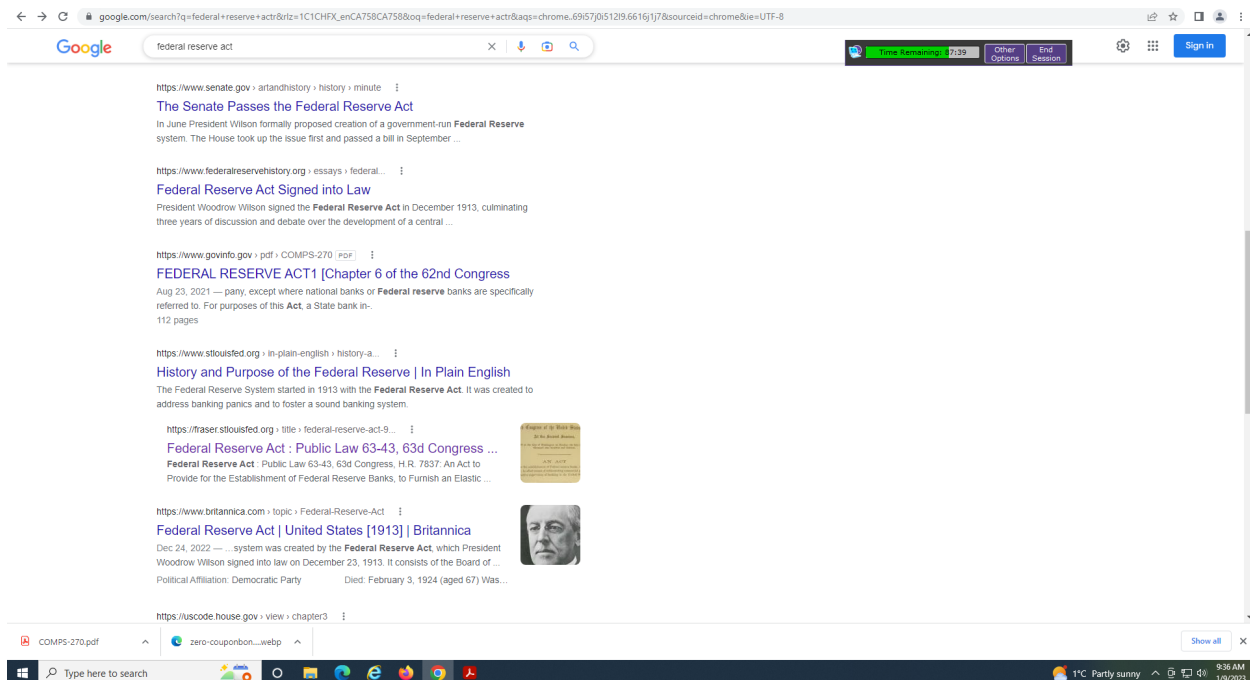 google.com/search?q=federal+reserve+actr&rlz=1C1CHFX_enCA758CA758&oq=federal+reserve+actr&aqs=chrome..69i57j0i512l9.6616j1j7&sourceid=chrome&ie=UTF-8
Google
federal reserve act
Time Remaining: 87:39
Other Options
End Session
Sign in
https://www.senate.gov › artandhistory › history › minute
The Senate Passes the Federal Reserve Act
In June President Wilson formally proposed creation of a government-run Federal Reserve
system. The House took up the issue first and passed a bill in September ...
https://www.federalreservehistory.org › essays › federal...
Federal Reserve Act Signed into Law
President Woodrow Wilson signed the Federal Reserve Act in December 1913, culminating
three years of discussion and debate over the development of a central ...
https://www.govinfo.gov › pdf › COMPS-270 PDF
FEDERAL RESERVE ACT1 [Chapter 6 of the 62nd Congress
Aug 23, 2021 — pany, except where national banks or Federal reserve banks are specifically
referred to. For purposes of this Act, a State bank in-.
112 pages
https://www.stlouisfed.org › in-plain-english › history-a...
History and Purpose of the Federal Reserve | In Plain English
The Federal Reserve System started in 1913 with the Federal Reserve Act. It was created to
address banking panics and to foster a sound banking system.
https://fraser.stlouisfed.org › title › federal-reserve-act-9...
Federal Reserve Act : Public Law 63-43, 63d Congress ...
Federal Reserve Act : Public Law 63-43, 63d Congress, H.R. 7837: An Act to
Provide for the Establishment of Federal Reserve Banks, to Furnish an Elastic ...
https://www.britannica.com › topic › Federal-Reserve-Act
Federal Reserve Act | United States [1913] | Britannica
Dec 24, 2022 — ...system was created by the Federal Reserve Act, which President
Woodrow Wilson signed into law on December 23, 1913. It consists of the Board of ...
Political Affiliation: Democratic Party Died: February 3, 1924 (aged 67) Was...
https://uscode.house.gov › view › chapter3
COMPS-270.pdf
zero-couponbon....webp
Show all
Type here to search
1°C Partly sunny
9:36 AM
1/9/2023